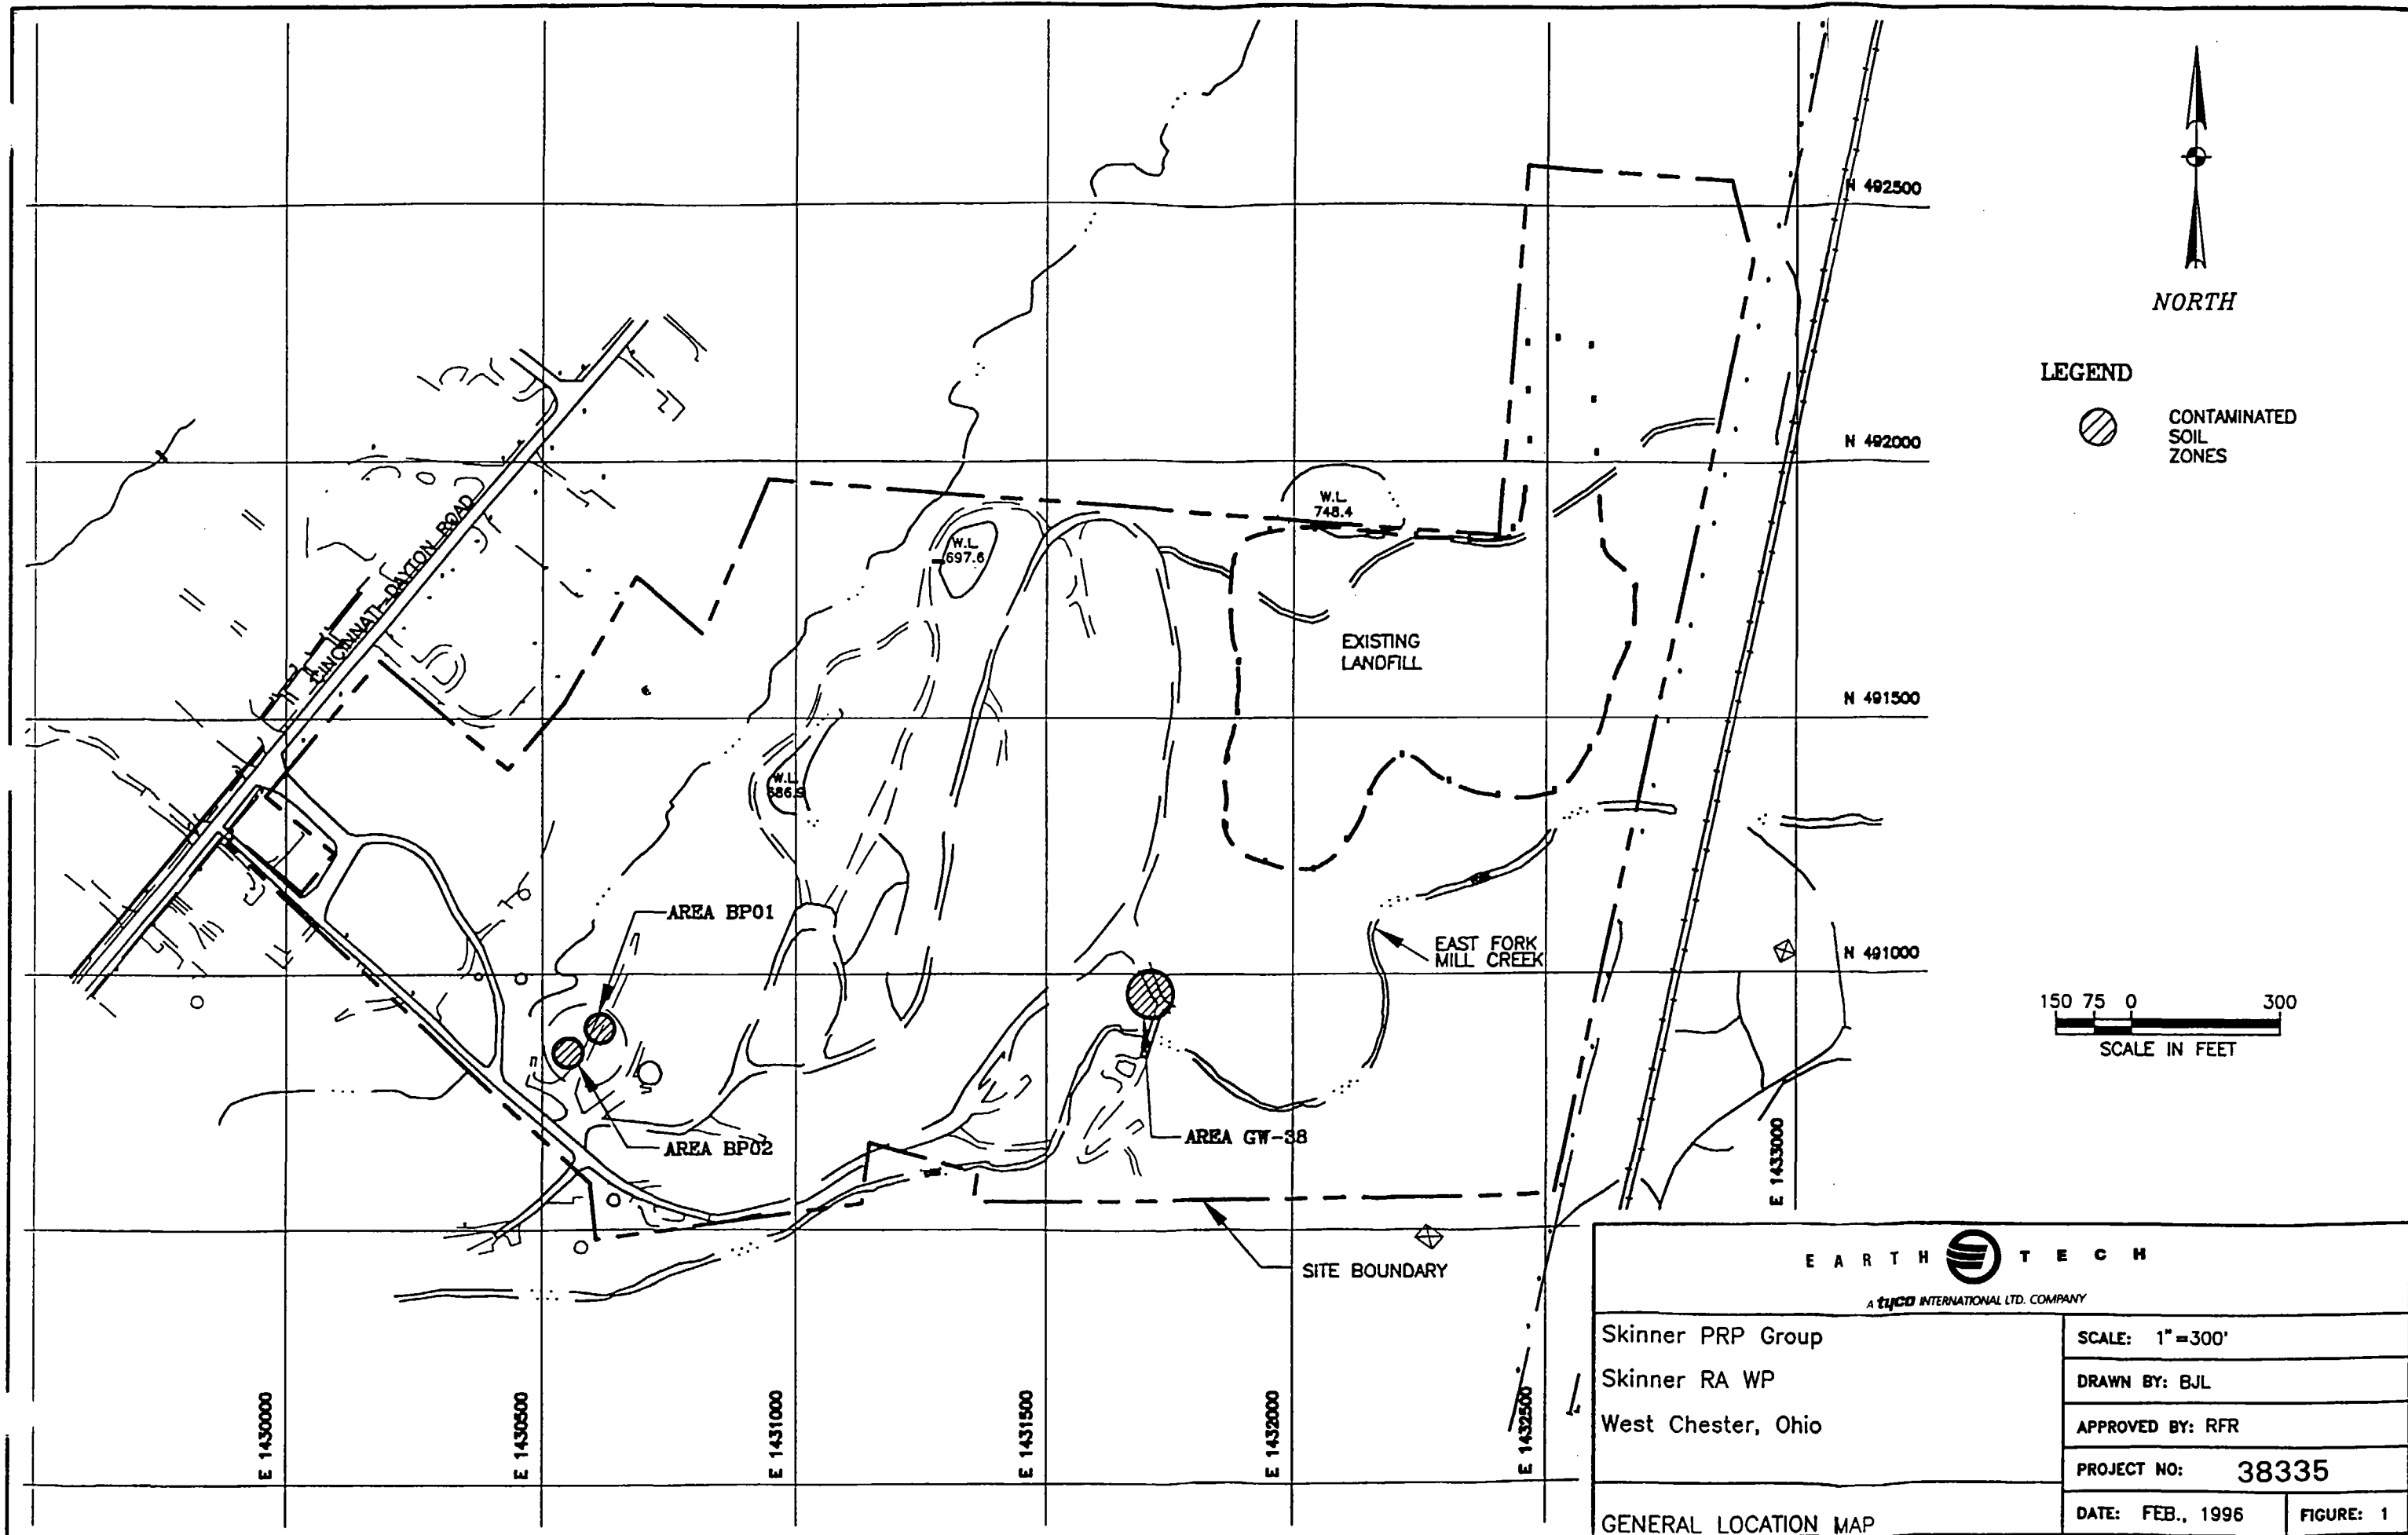 N 492500
NORTH
LEGEND
CONTAMINATED
SOIL
ZONES
N 492000
CINCINNATI-DAYTON ROAD
W.L.
748.4
W.L.
697.6
EXISTING
LANDFILL
N 491500
W.L.
686.9
AREA BP01
EAST FORK
MILL CREEK
N 491000
150 75 0 300
SCALE IN FEET
AREA BP02
AREA GW-38
E 1433000
SITE BOUNDARY
E 1430000
E 1430500
E 1431000
E 1431500
E 1432000
E 1432500
EARTH TECH
A tyco INTERNATIONAL LTD. COMPANY
Skinner PRP Group
Skinner RA WP
West Chester, Ohio
SCALE: 1"=300'
DRAWN BY: BJL
APPROVED BY: RFR
PROJECT NO: 38335
GENERAL LOCATION MAP
DATE: FEB., 1996
FIGURE: 1